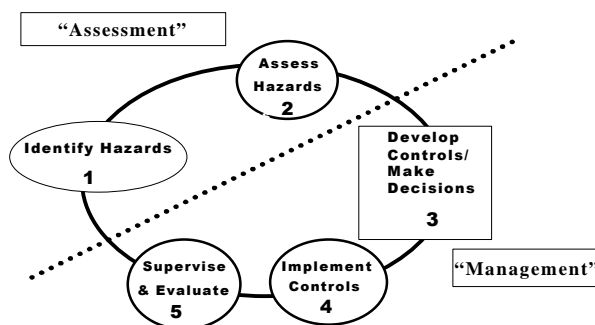 “Assessment”
Assess
Hazards
2
Identify Hazards
1
Develop
Controls/
Make
Decisions
3
Supervise
& Evaluate
5
Implement
Controls
4
“Management”